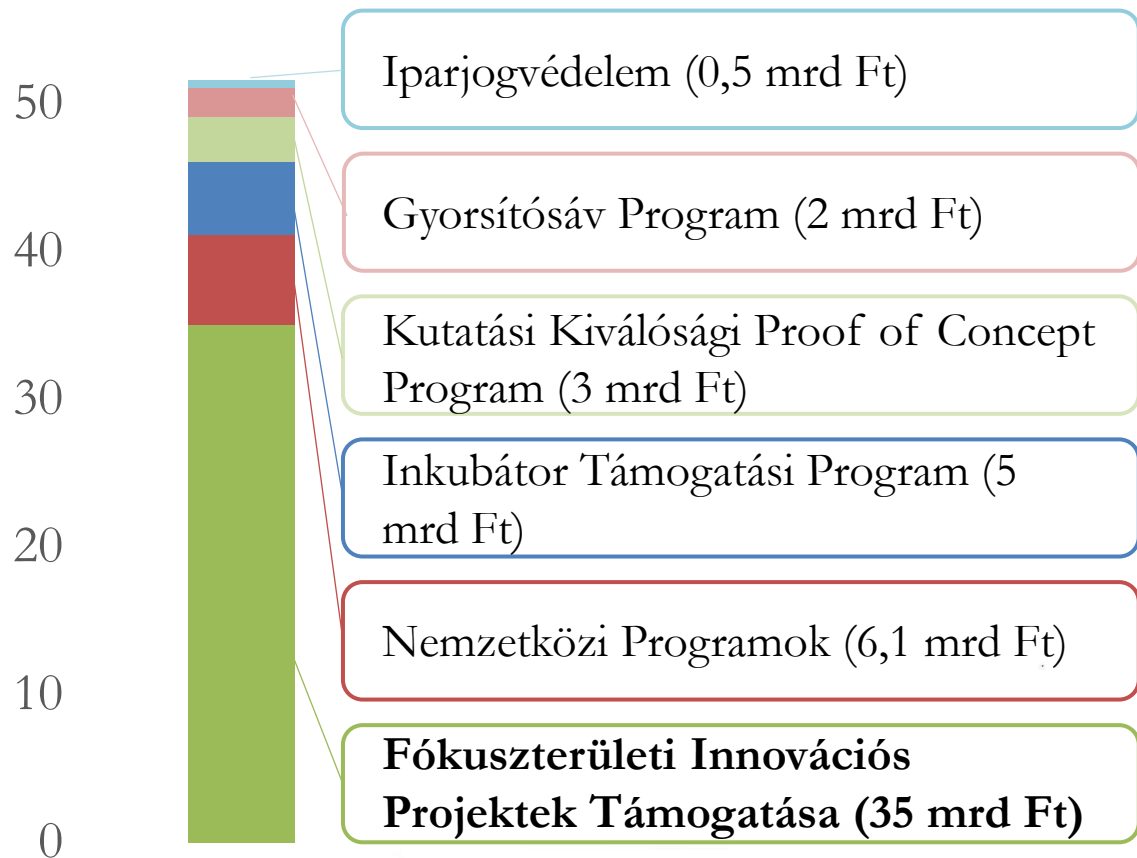 50
40
30
20
10
0
Iparjogvédelem (0,5 mrd Ft)
Gyorsítósáv Program (2 mrd Ft)
Kutatási Kiválósági Proof of Concept
Program (3 mrd Ft)
Inkubátor Támogatási Program (5
mrd Ft)
Nemzetközi Programok (6,1 mrd Ft)
Fókuszterületi Innovációs
Projektek Támogatása (35 mrd Ft)